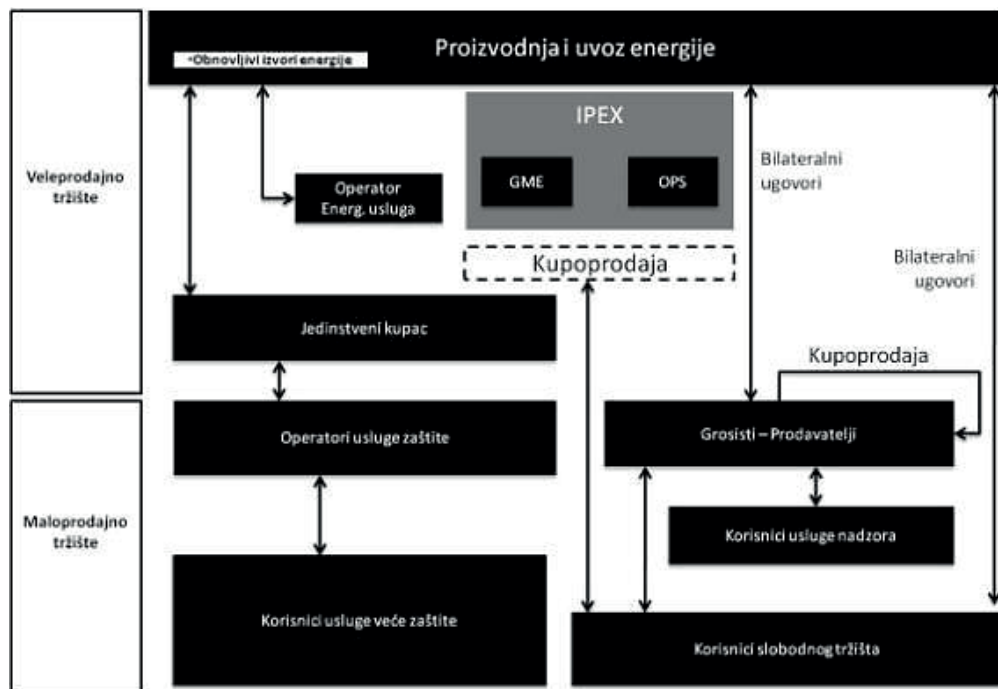 Proizvodnja i uvoz energije
•Obnovljivi izvori energije
Veleprodajno
tržište
IPEX
GME
OPS
Operator
Energ. usluga
Bilateralni
ugovori
Kupoprodaja
Bilateralni
ugovori
Jedinstveni kupac
Kupoprodaja
Maloprodajno
tržište
Operatori usluge zaštite
Grosisti – Prodavatelji
Korisnici usluge nadzora
Korisnici usluge veće zaštite
Korisnici slobodnog tržišta